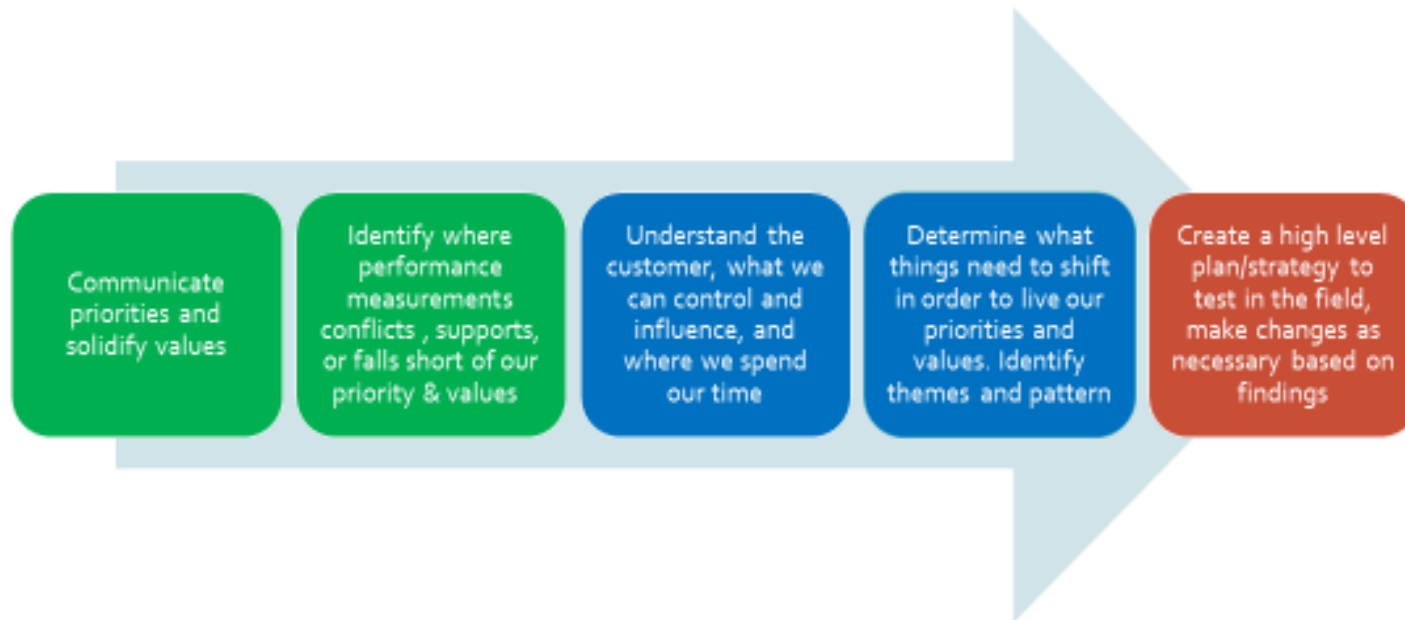 Communicate
priorities and
solidify values
Identify where
performance
measurements
conflicts , supports,
or falls short of our
priority & values
Understand the
customer, what we
can control and
influence, and
where we spend
our time
Determine what
things need to shift
in order to live our
priorities and
values. Identify
themes and pattern
Create a high level
plan/strategy to
test in the field,
make changes as
necessary based on
findings